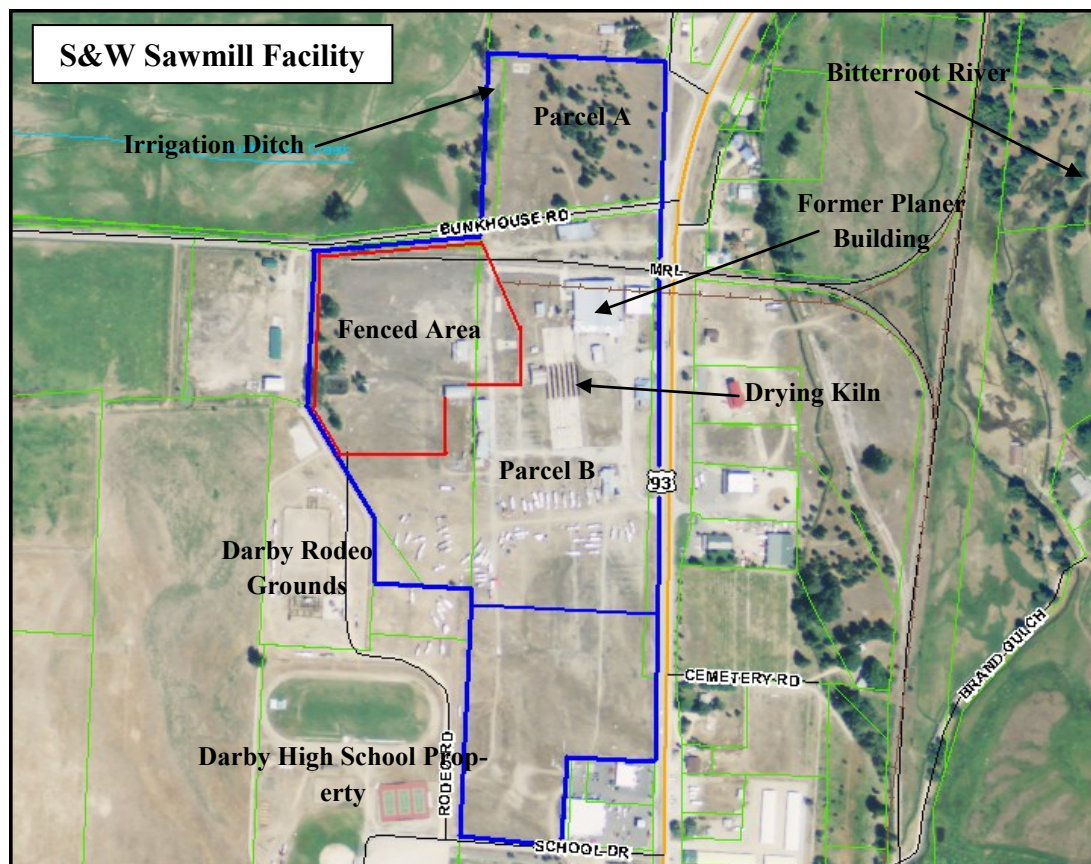 S&W Sawmill Facility
Bitterroot River
Parcel A
Irrigation Ditch
Former Planer
Building
BUNKHOUSE RD
MRL
Fenced Area
Drying Kiln
Parcel B
93
Darby Rodeo
Grounds
CEMETERY RD
BRAND GULCH
Darby High School Prop-
erty
RODEO RD
SCHOOL DR